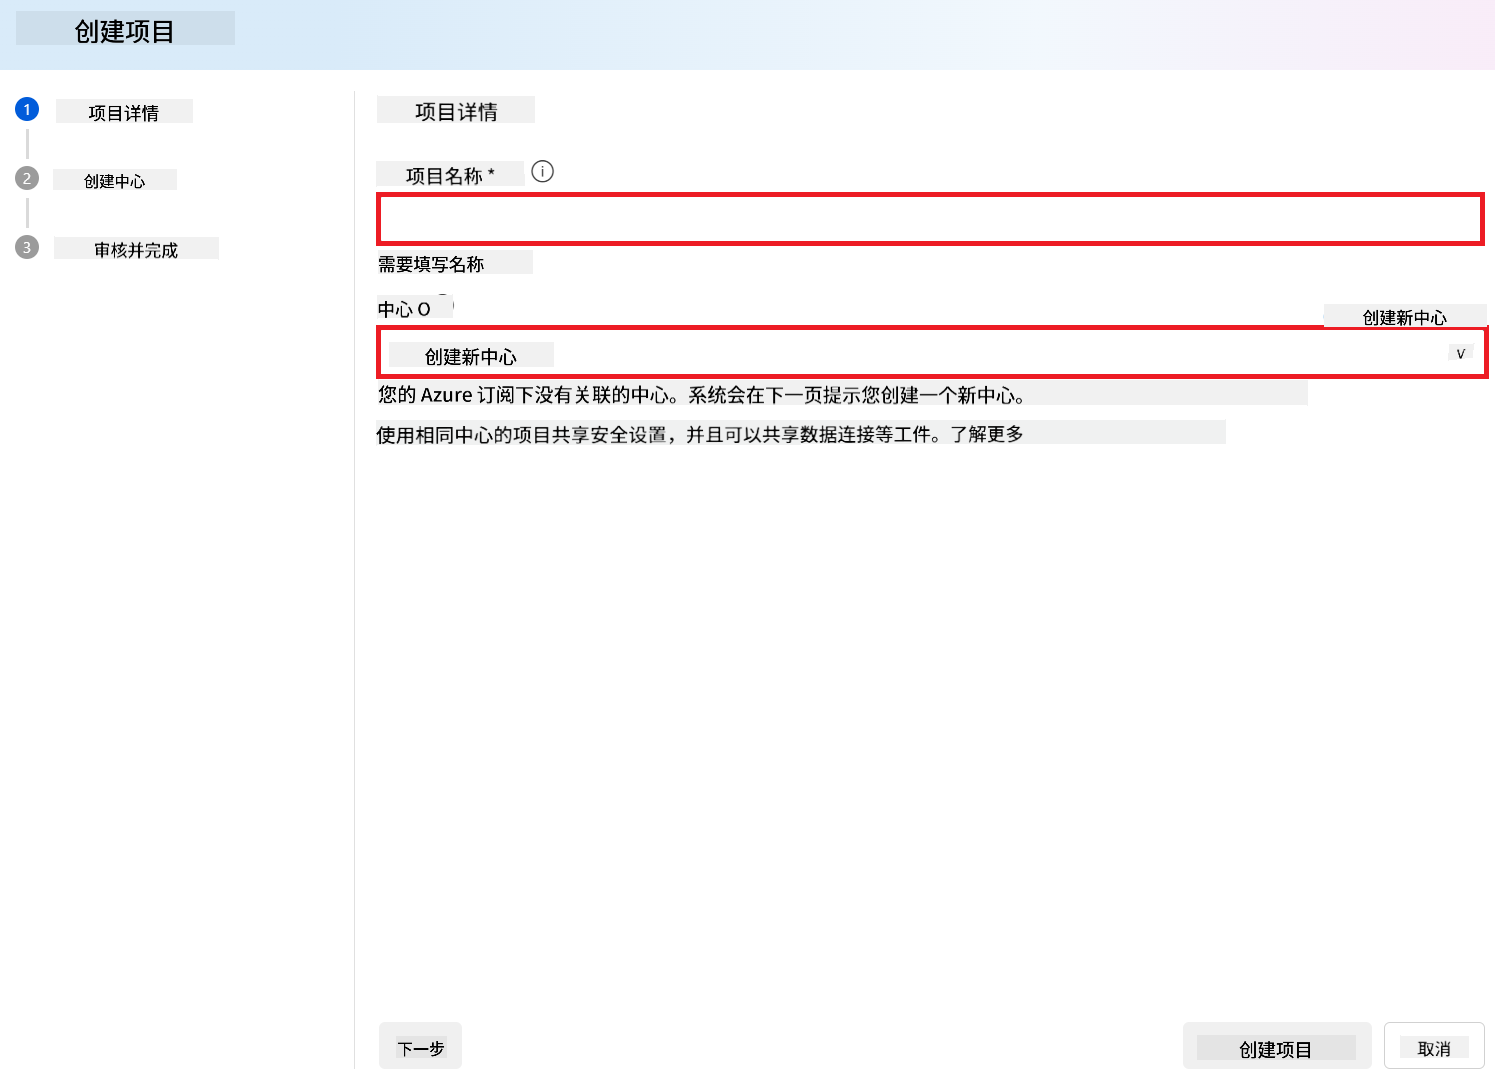 创建项目
1 项目详情
2 创建中心
3 审核并完成
项目详情
项目名称 *
需要填写名称
中心 O
创建新中心
创建新中心
v
您的 Azure 订阅下没有关联的中心。系统会在下一页提示您创建一个新中心。
使用相同中心的项目共享安全设置，并且可以共享数据连接等工件。了解更多
下一步
创建项目
取消